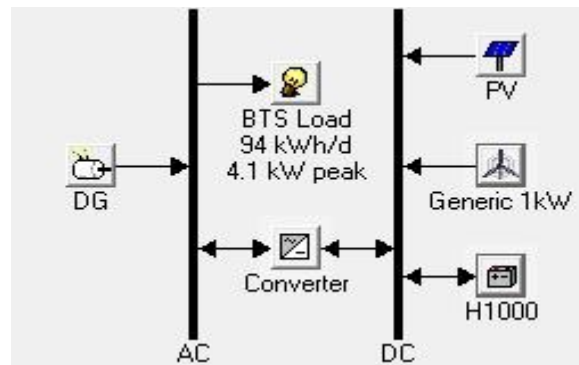 PV
BTS Load
94 kWh/d
4.1 kW peak
DG
Generic 1kW
Converter
H1000
AC
DC